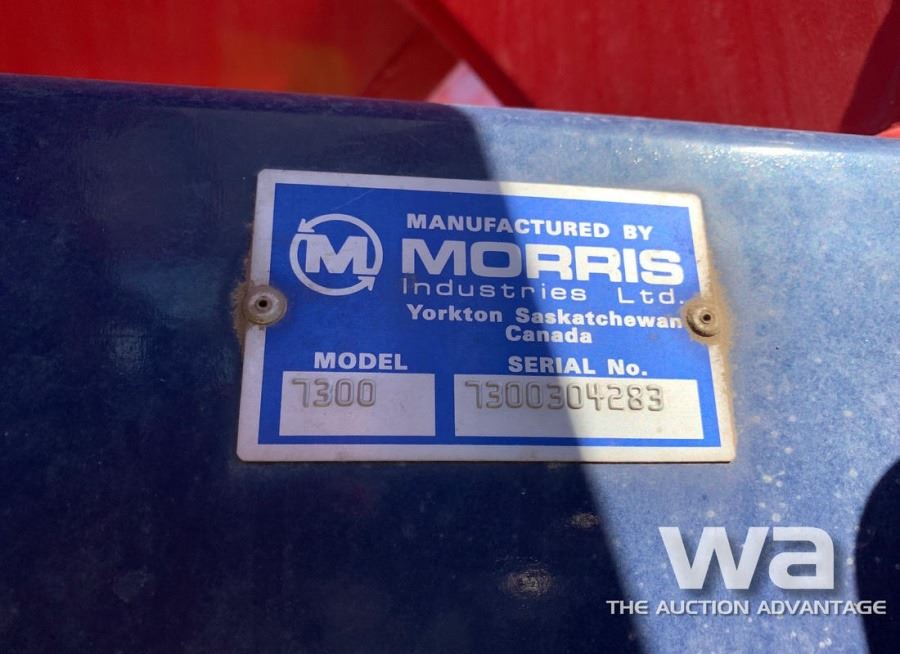 M
MANUFACTURED BY
MORRIS
Industries Ltd.
Yorkton Saskatchewan
Canada
MODEL SERIAL No.
7300 7300304283
wa
THE AUCTION ADVANTAGE